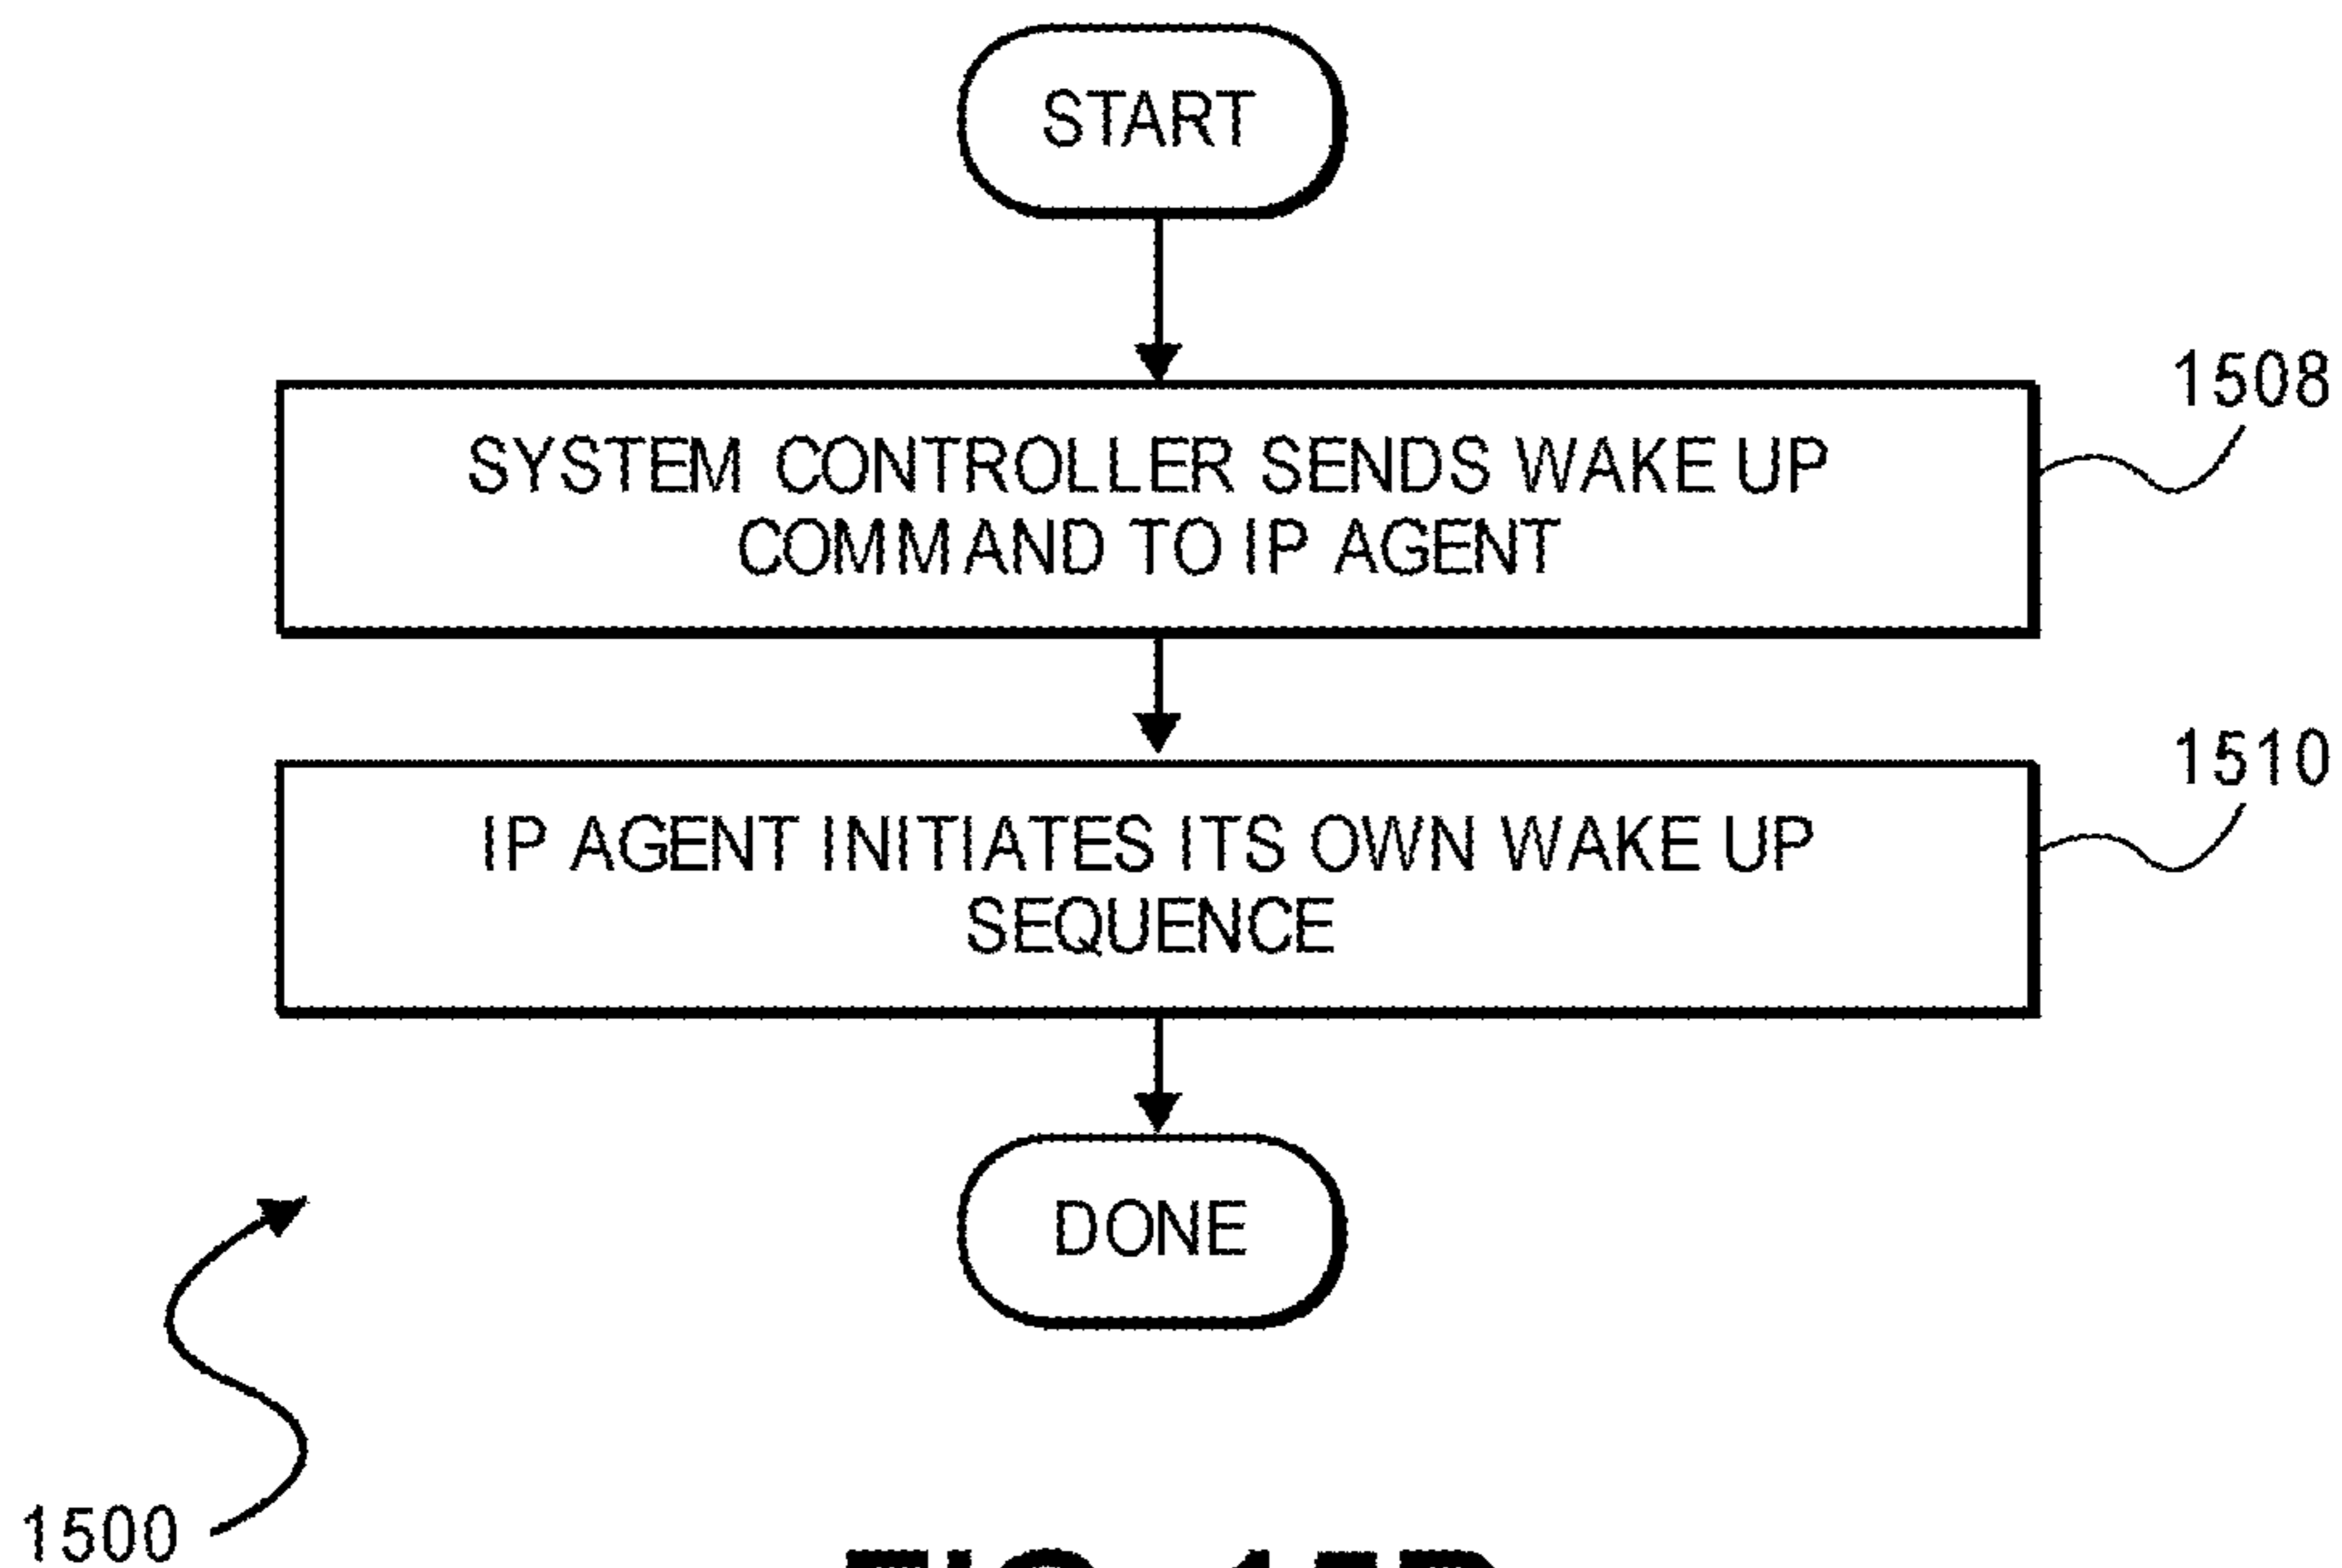 START
1508
SYSTEM CONTROLLER SENDS WAKE UP
COMMAND TO IP AGENT
1510
IP AGENT INITIATES ITS OWN WAKE UP
SEQUENCE
DONE
1500